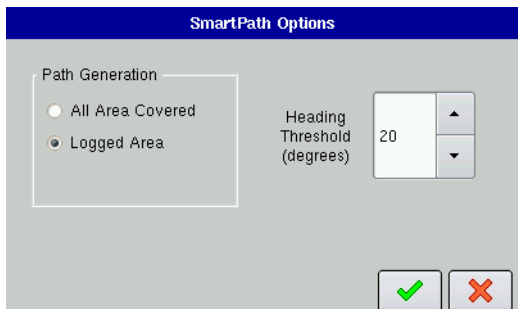 SmartPath Options
Path Generation
All Area Covered
Logged Area
Heading
Threshold
(degrees)
20